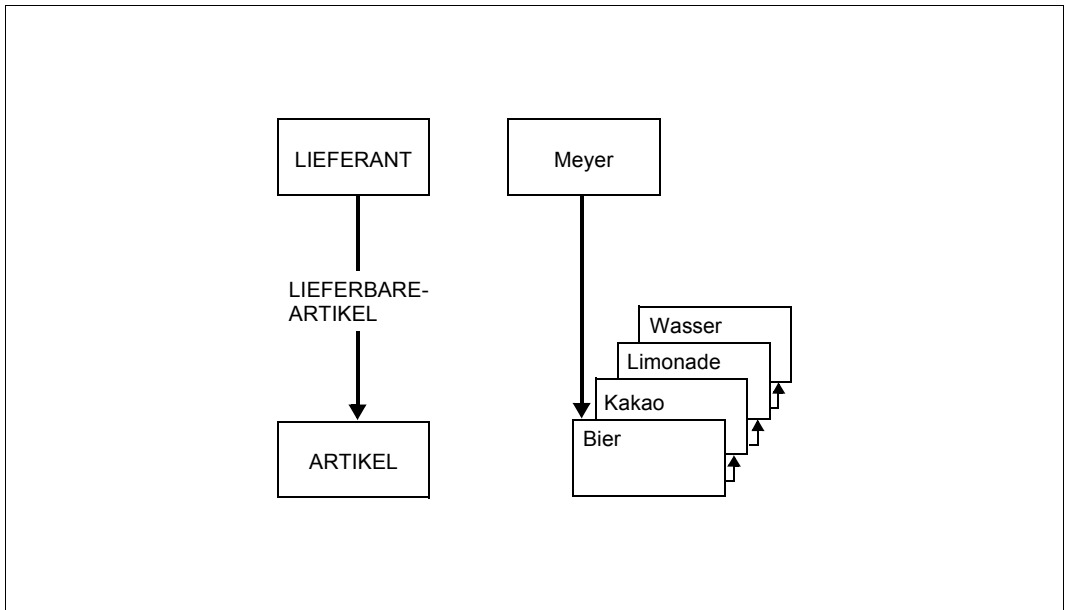 LIEFERANT
Meyer
LIEFERBARE-
ARTIKEL
Wasser
Limonade
Kakao
Bier
ARTIKEL